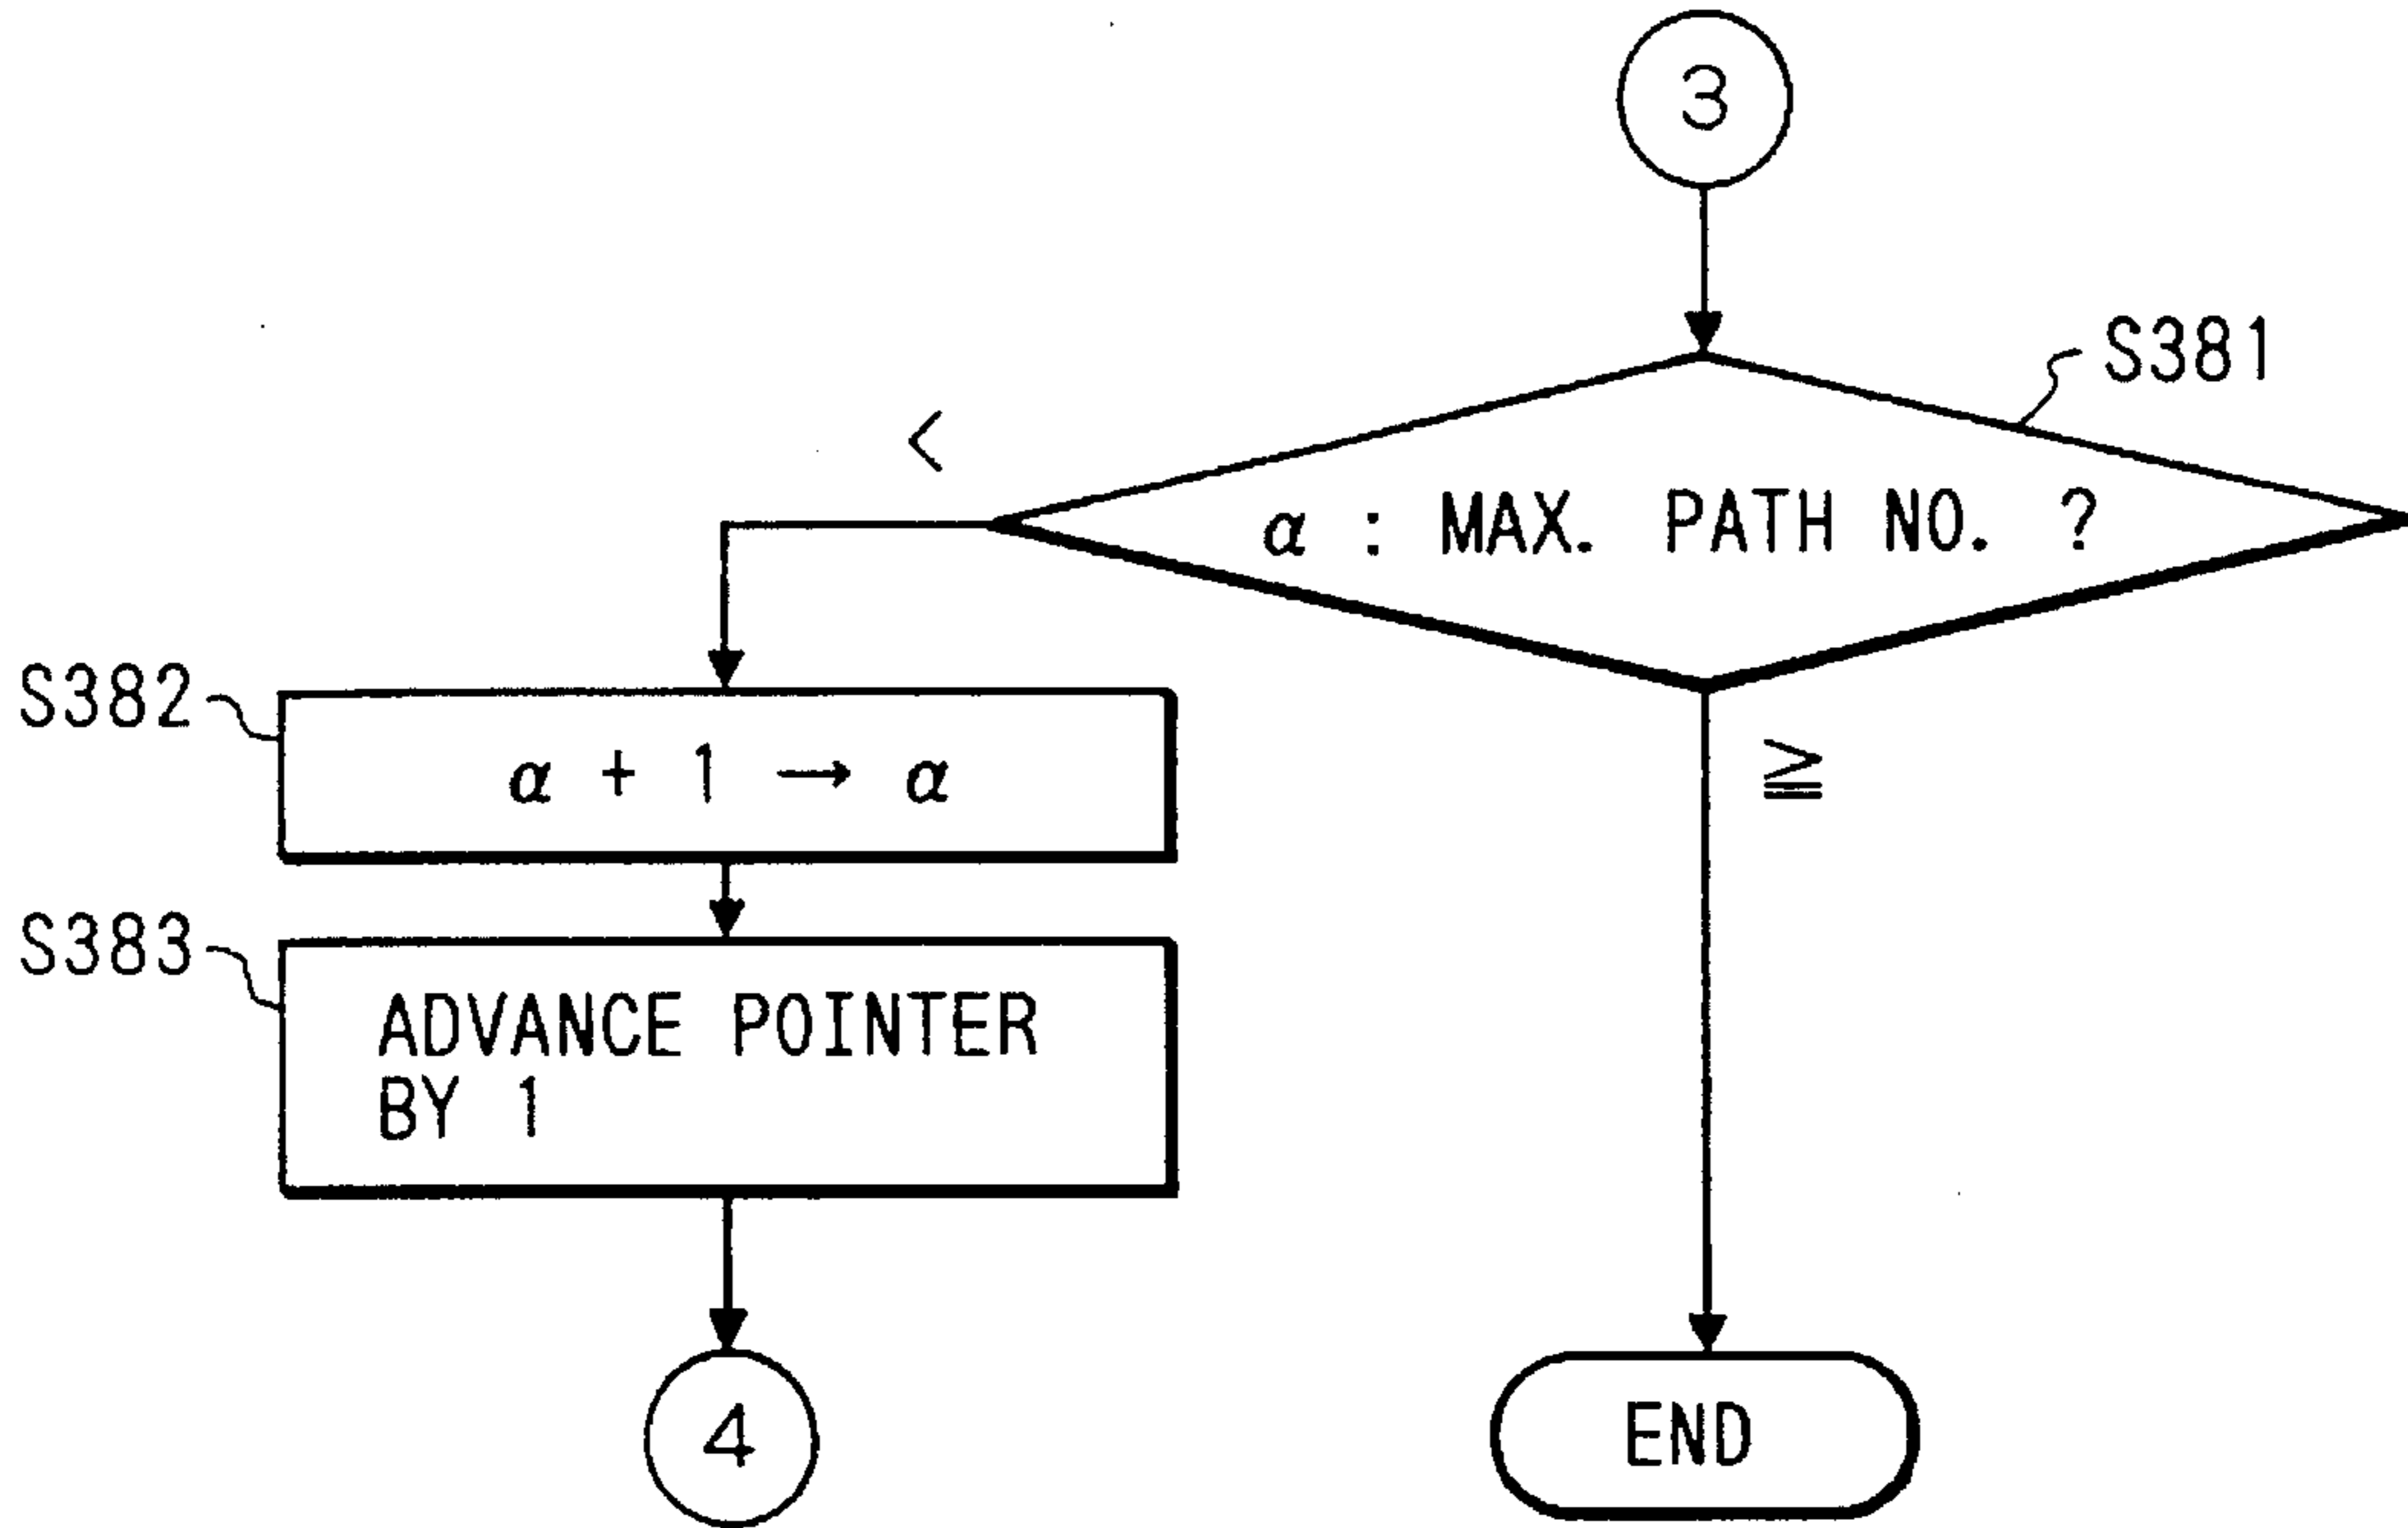 3
S381
<
α : MAX. PATH NO. ?
S382
α + 1 → α
≧
S383
ADVANCE POINTER
BY 1
4
END